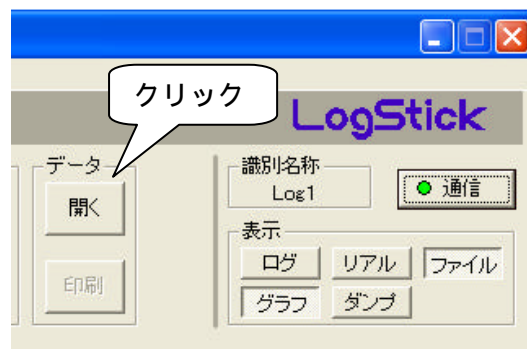 クリック
LogStick
データ
開く
印刷
識別名称
Log1
通信
表示
ログ リアル ファイル
グラフ ダンプ